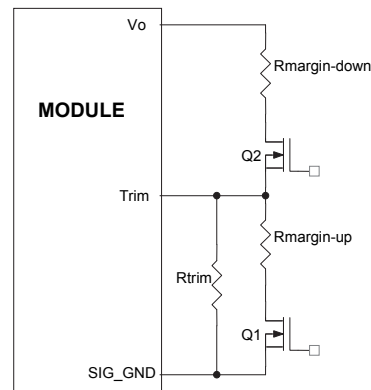 Vo
Rmargin-down
MODULE
Q2
Trim
Rmargin-up
Rtrim
Q1
SIG_GND